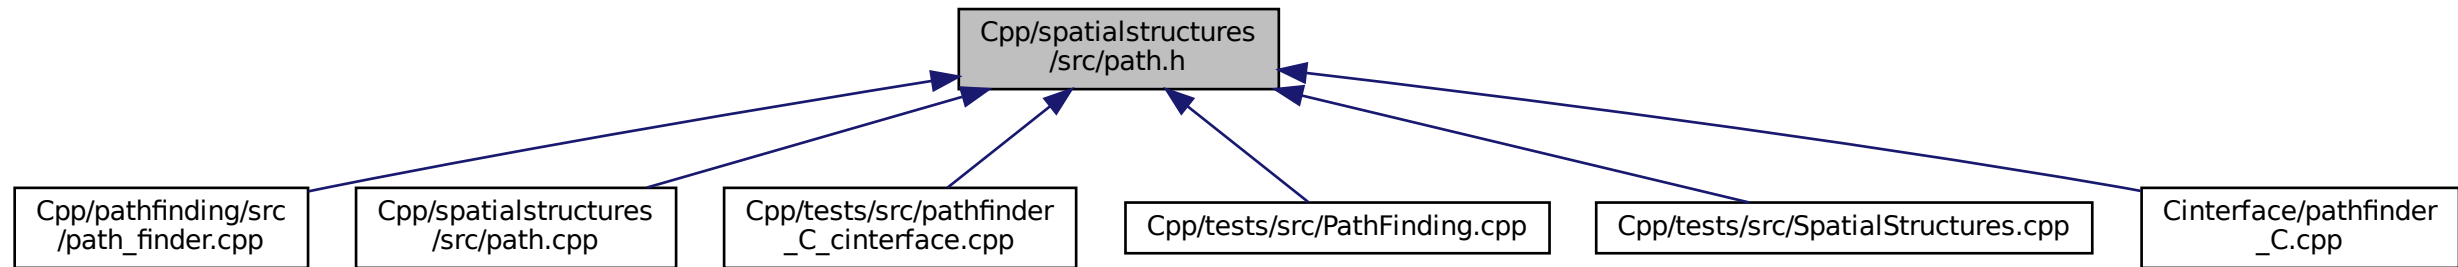 Cpp/spatialstructures
/src/path.h
Cpp/pathfinding/src
/path_finder.cpp
Cpp/spatialstructures
/src/path.cpp
Cpp/tests/src/pathfinder
_C_cinterface.cpp
Cpp/tests/src/PathFinding.cpp
Cpp/tests/src/SpatialStructures.cpp
Cinterface/pathfinder
_C.cpp